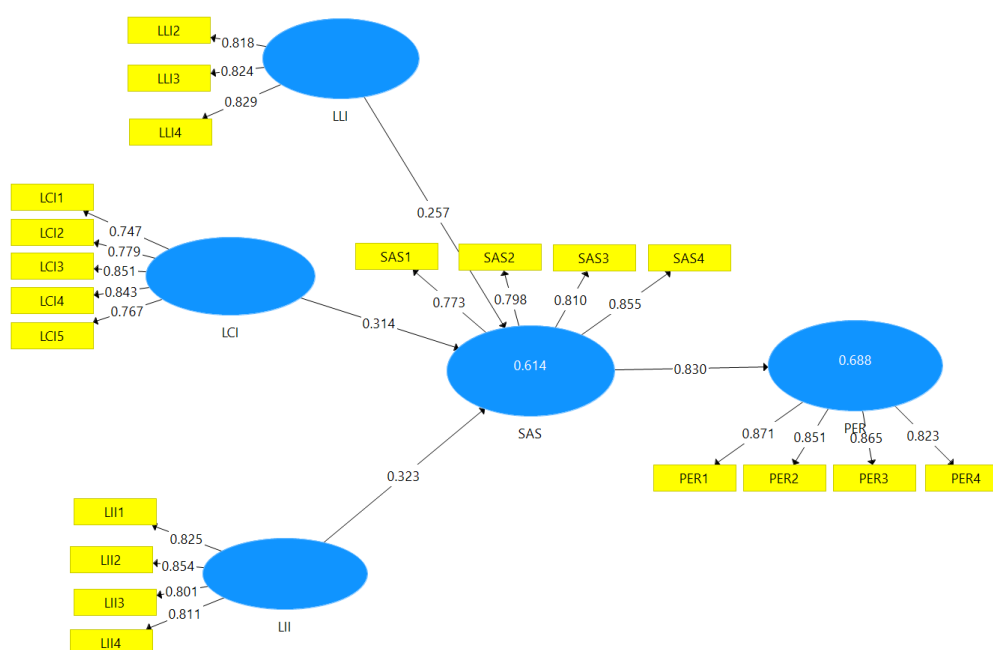 LLI2
0.818
LLI3
0.824
0.829
LLI4
LLI
LCI1
0.747
LCI2
0.779
LCI3
0.851
LCI4
0.843
0.767
LCI5
LCI
0.257
0.314
SAS1
SAS2
SAS3
SAS4
0.773
0.798
0.810
0.855
0.614
SAS
0.830
0.688
PER
0.871
0.851
0.865
0.823
PER1
PER2
PER3
PER4
0.323
LII1
0.825
LII2
0.854
LII3
0.801
0.811
LII4
LII